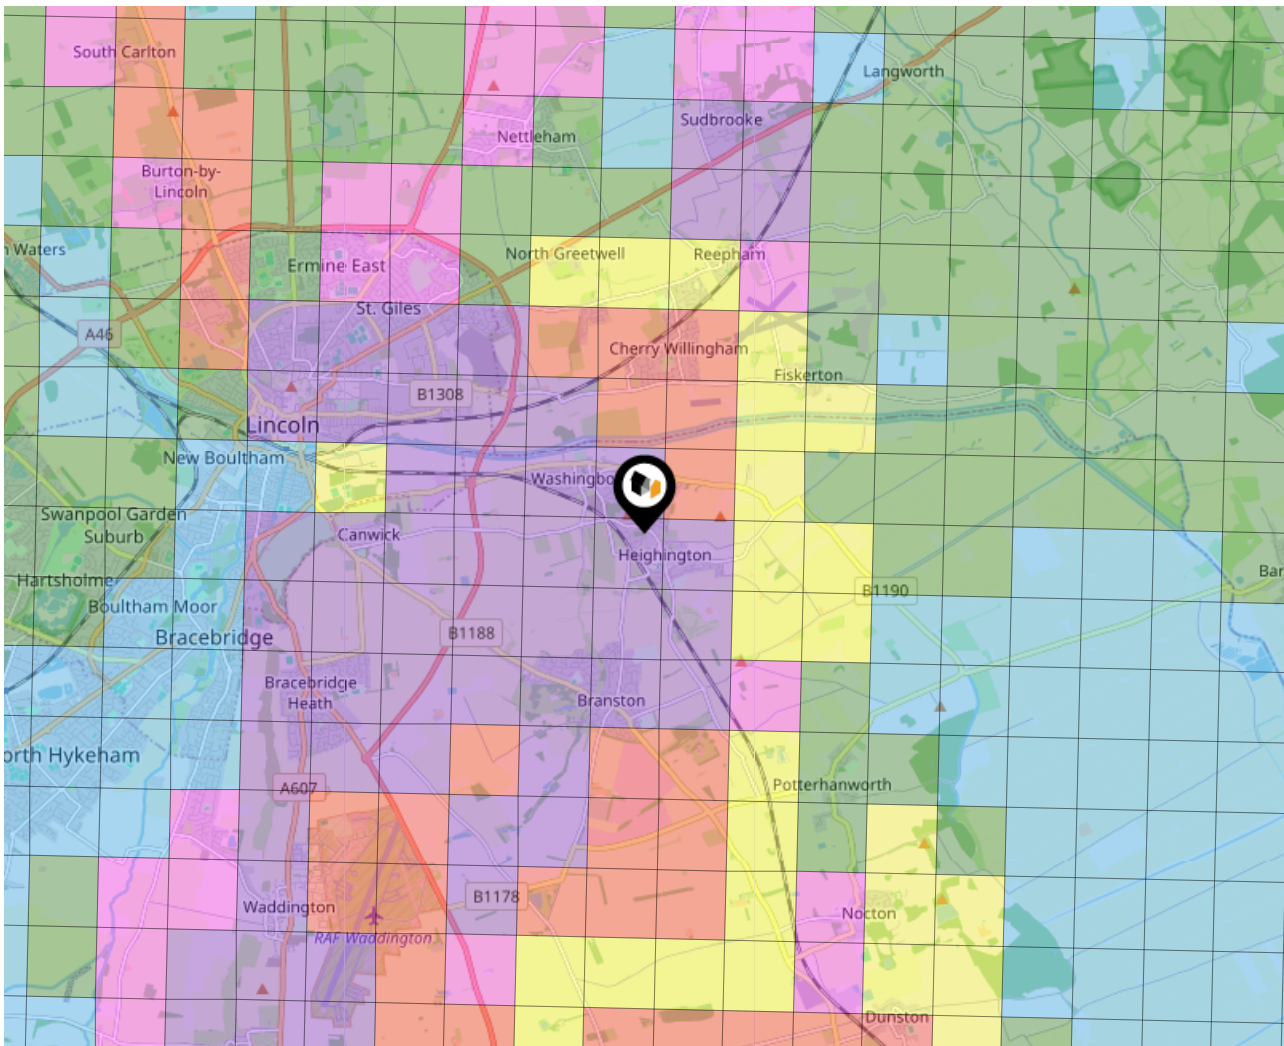 South Carlton
Langworth
Sudbrooke
Nettleham
Burton-by-
Lincoln
n Waters
North Greetwell
Reepham
Ermine East
St. Giles
A46
Cherry Willingham
Fiskerton
B1308
Lincoln
New Boultham
Washingbo
Swanpool Garden
Suburb
Canwick
Heighington
Hartsholme
Bar
B1190
Boultham Moor
Bracebridge
B1188
Bracebridge
Heath
Branston
orth Hykeham
A607
Potterhanworth
B1178
Waddington
Nocton
RAF Waddington
Dunston